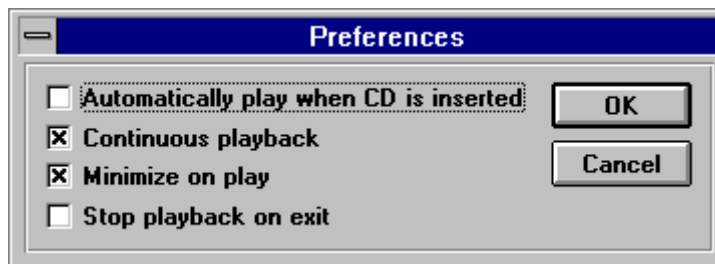 Preferences
Automatically play when CD is inserted
OK
Continuous playback
Minimize on play
Cancel
Stop playback on exit